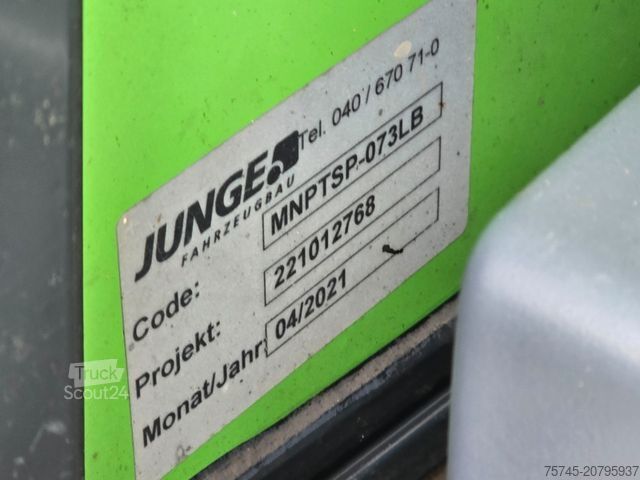 JUNGE
FAHRZEUGBAU
Tel. 040 / 670 71-0
Code: MNPTSP-073LB
Projekt: 221012768
Monat/Jahr: 04/2021
Truck
Scout24
75745-20795937